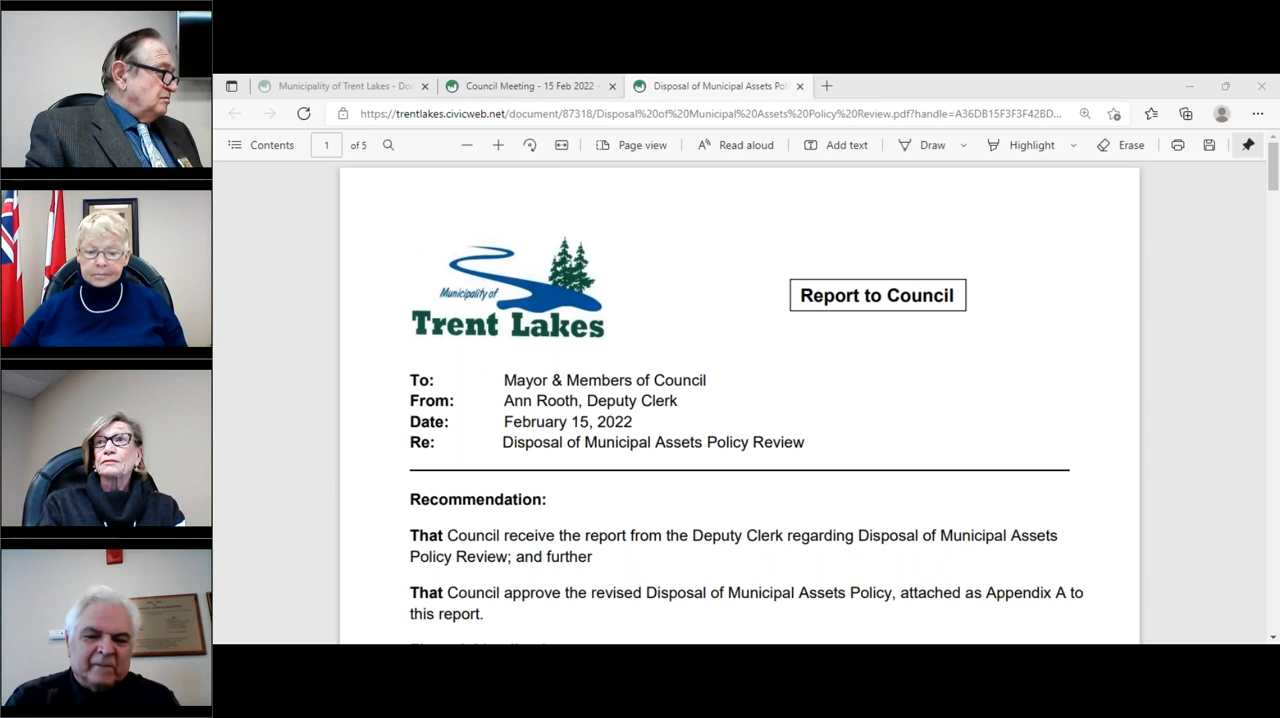 Municipality of Trent Lakes - Doc
Council Meeting - 15 Feb 2022 -
Disposal of Municipal Assets Pol
https://trentlakes.civicweb.net/document/87318/Disposal%20of%20Municipal%20Assets%20Policy%20Review.pdf?handle=A36DB15F3F3F42BD...
Contents 1 of 5 Page view Read aloud Add text Draw Highlight Erase
Municipality of
Trent Lakes
Report to Council
To: Mayor & Members of Council
From: Ann Rooth, Deputy Clerk
Date: February 15, 2022
Re: Disposal of Municipal Assets Policy Review
Recommendation:
That Council receive the report from the Deputy Clerk regarding Disposal of Municipal Assets
Policy Review; and further
That Council approve the revised Disposal of Municipal Assets Policy, attached as Appendix A to
this report.